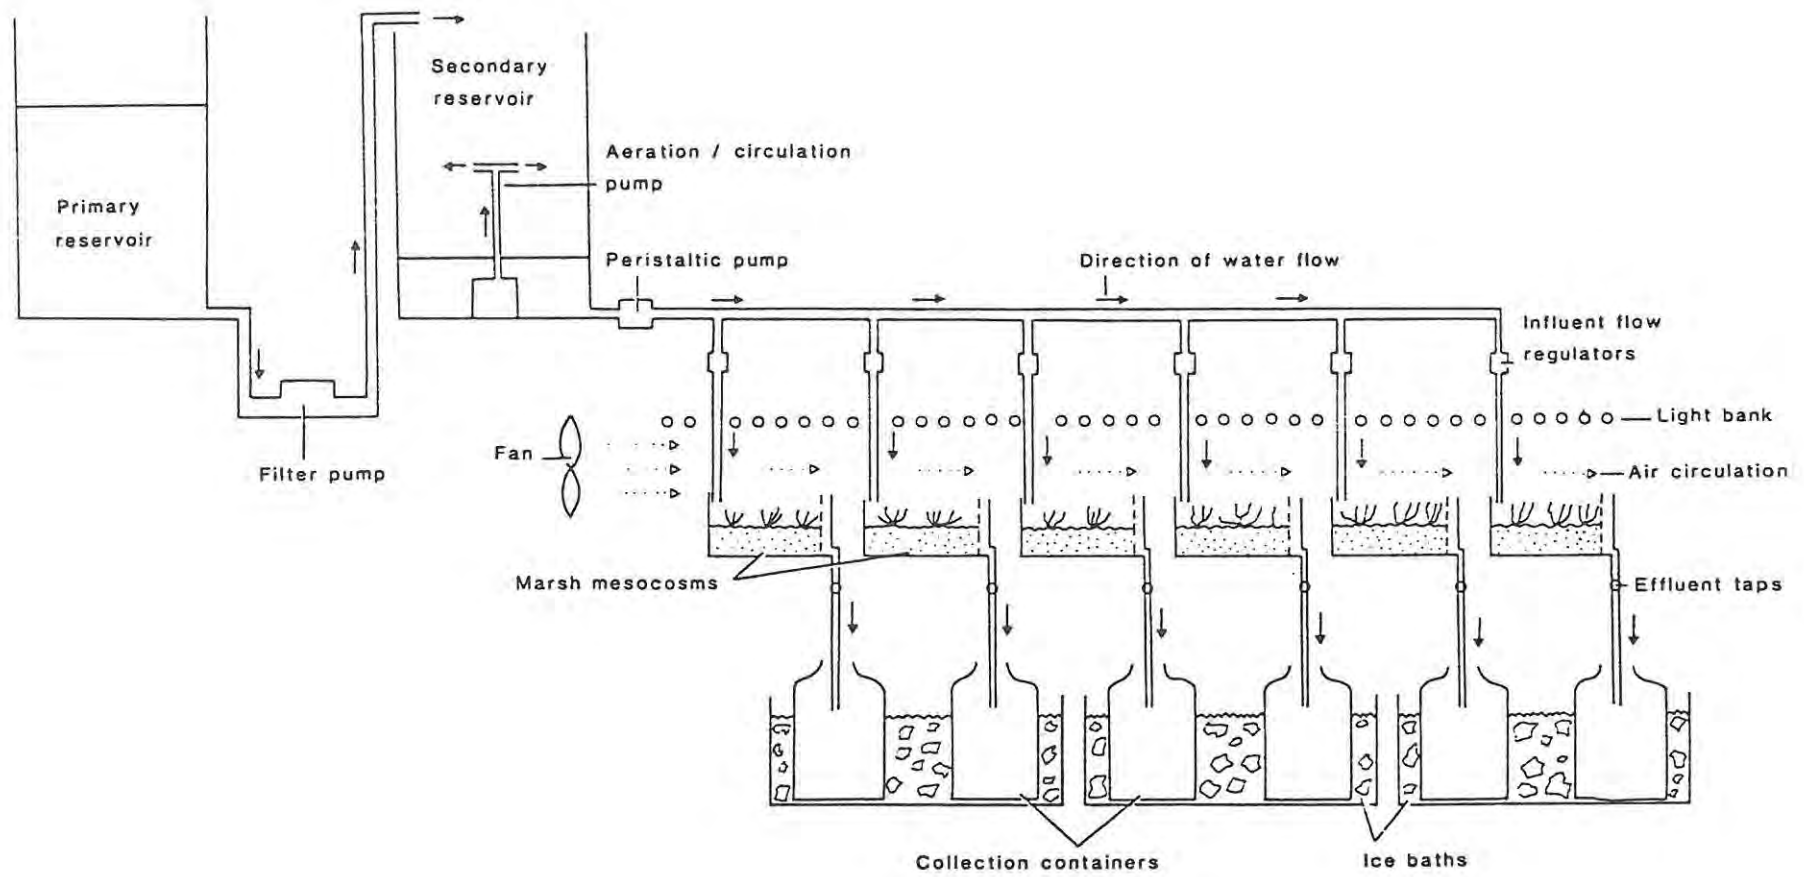 Secondary
reservoir
Aeration / circulation
pump
Primary
reservoir
Peristaltic pump
Direction of water flow
Influent flow
regulators
Light bank
Fan
Air circulation
Filter pump
Marsh mesocosms
Effluent taps
Collection containers
Ice baths